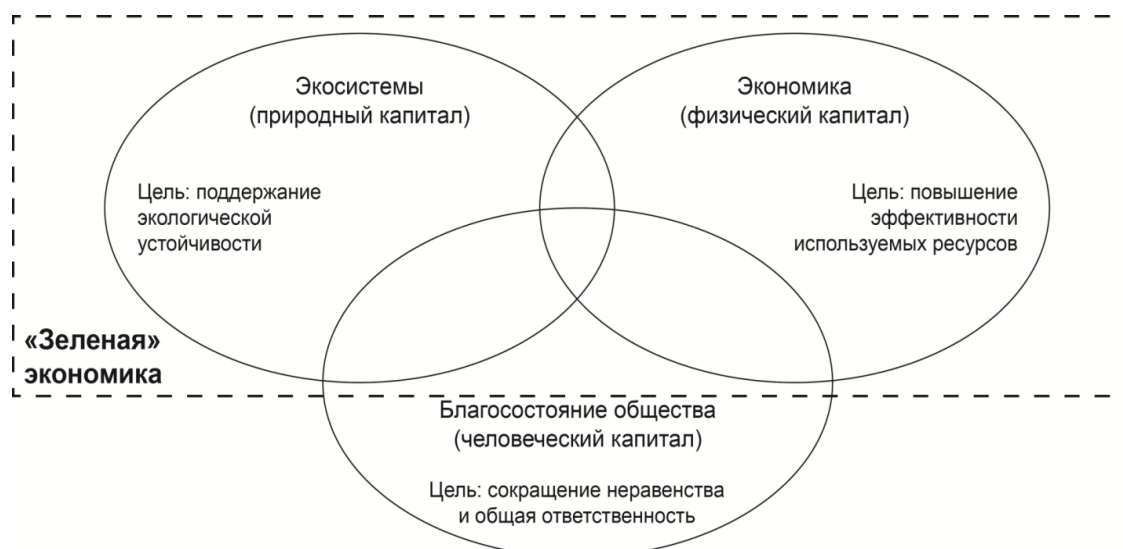 Экосистемы
(природный капитал)
Цель: поддержание
экологической
устойчивости
Экономика
(физический капитал)
Цель: повышение
эффективности
используемых ресурсов
«Зеленая»
экономика
Благосостояние общества
(человеческий капитал)
Цель: сокращение неравенства
и общая ответственность